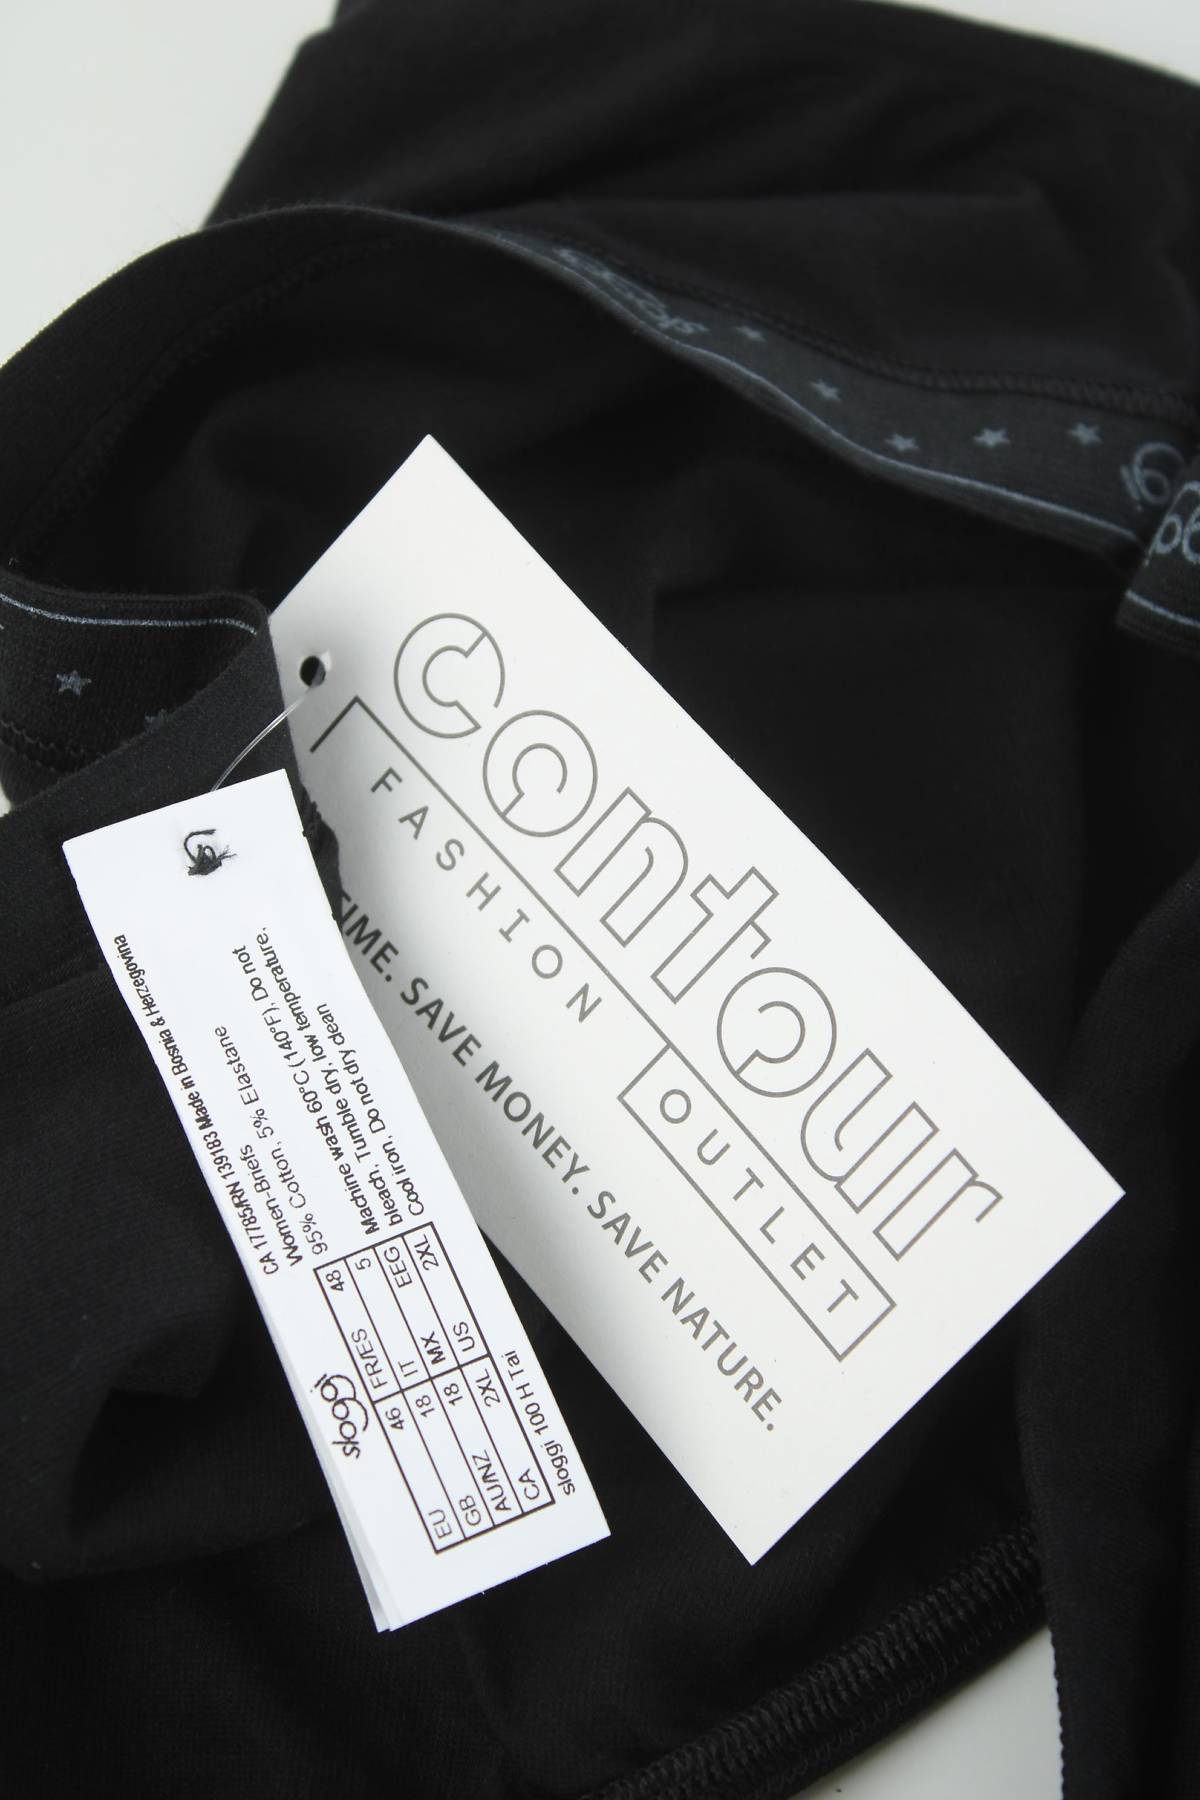 contour
FASHION OUTLET
TIME. SAVE MONEY. SAVE NATURE.
CA 17785/RN 139183 Made in Bosnia & Herzegovina
Women-Briefs
95% Cotton, 5% Elastane
Machine wash 60°C (140°F), Do not
bleach, Tumble dry, low temperature,
Cool iron, Do not dry clean
sloggi
EU 46 FR/ES 48
GB 18 IT 5
AU/NZ 18 MX EEG
CA 2XL US 2XL
sloggi 100 H Tai
sloggi